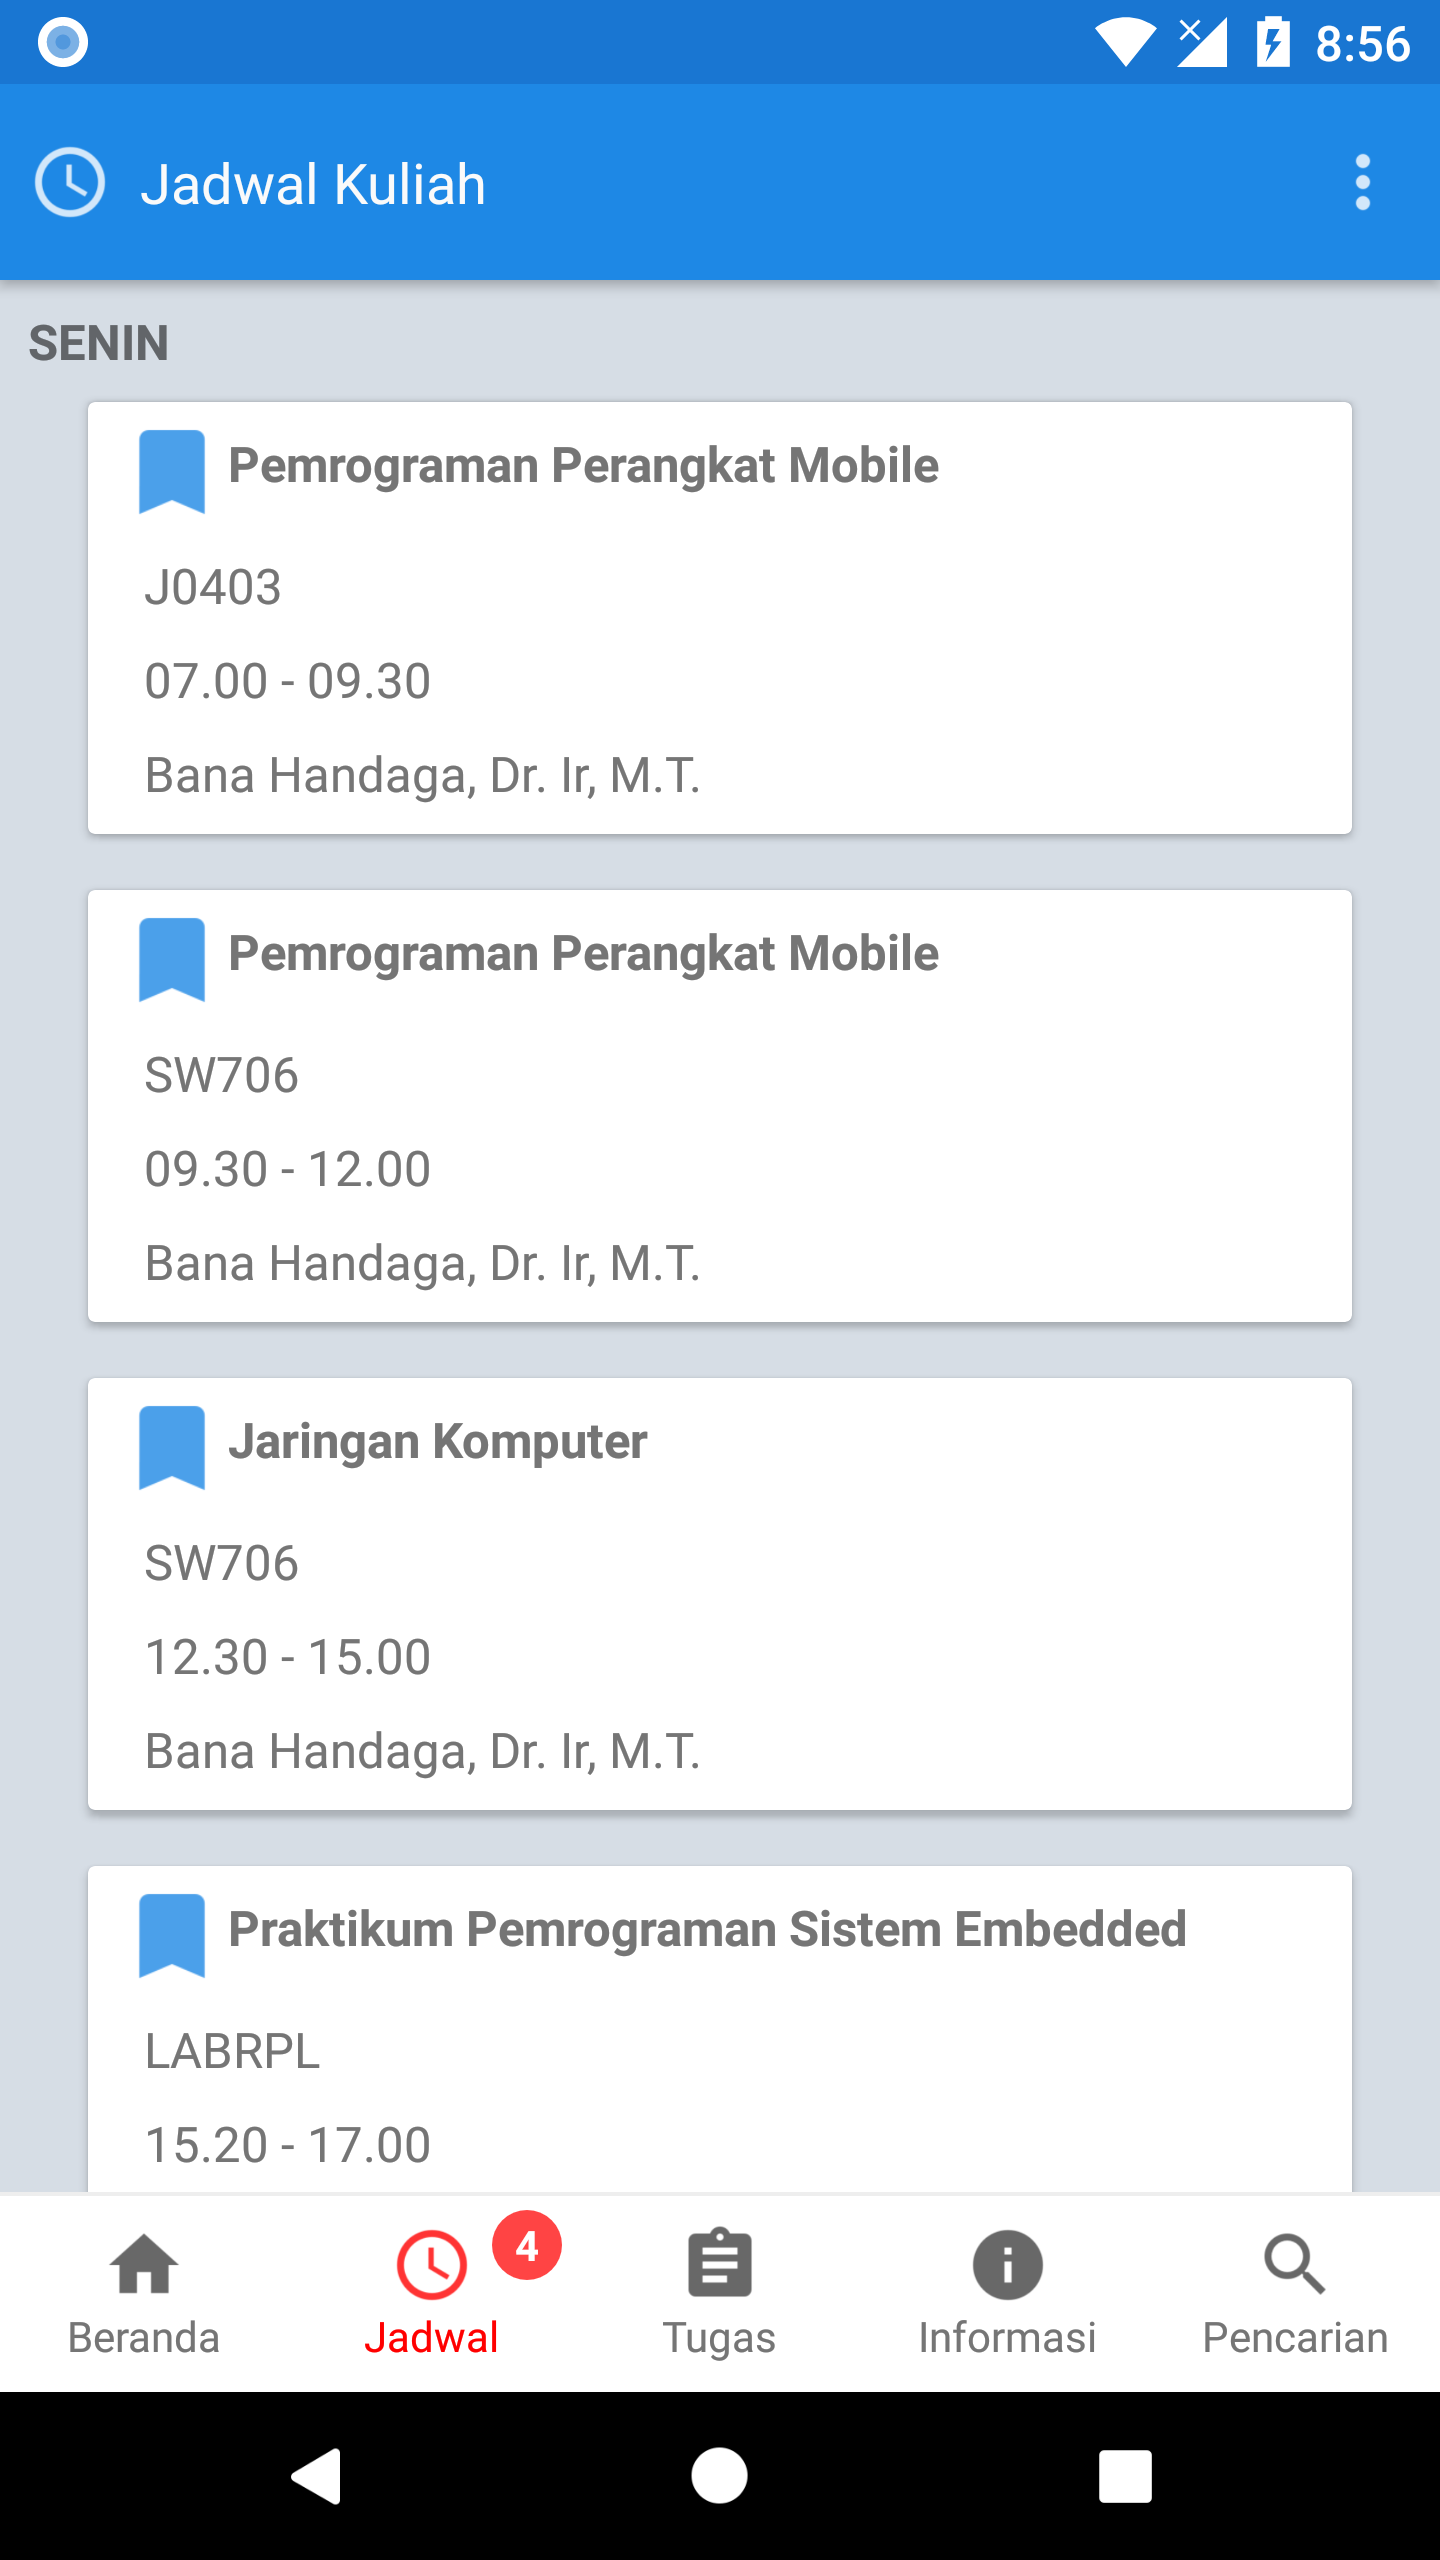 8:56
Jadwal Kuliah
SENIN
Pemrograman Perangkat Mobile
J0403
07.00 - 09.30
Bana Handaga, Dr. Ir, M.T.
Pemrograman Perangkat Mobile
SW706
09.30 - 12.00
Bana Handaga, Dr. Ir, M.T.
Jaringan Komputer
SW706
12.30 - 15.00
Bana Handaga, Dr. Ir, M.T.
Praktikum Pemrograman Sistem Embedded
LABRPL
15.20 - 17.00
4
Beranda Jadwal Tugas Informasi Pencarian